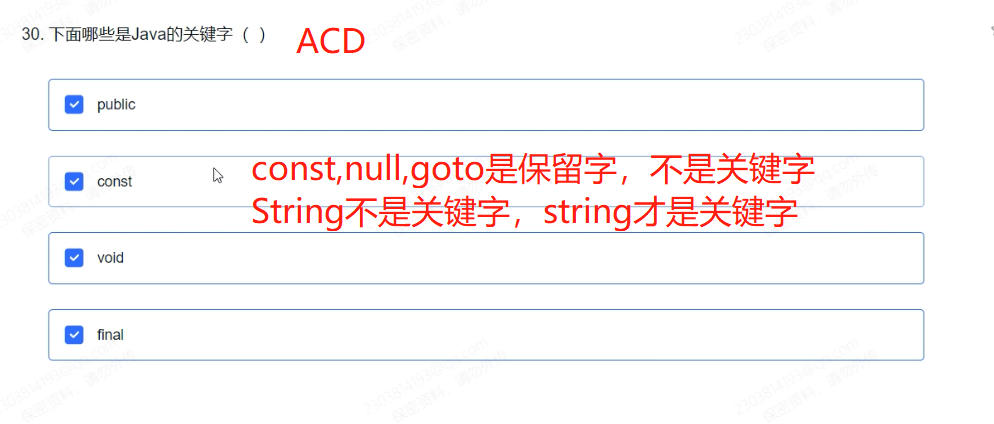 30. 下面哪些是Java的关键字（ ）
ACD
public
const
const,null,goto是保留字，不是关键字
String不是关键字，string才是关键字
void
final